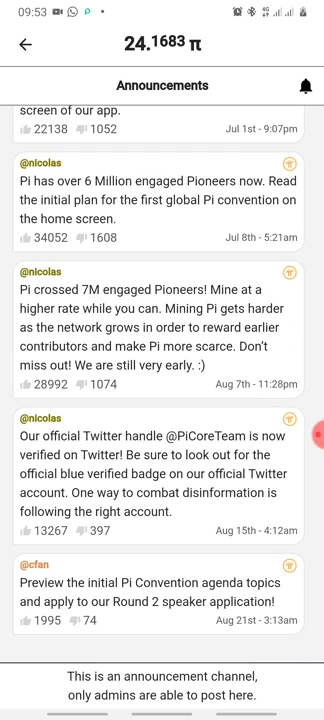 09:53
4G
24.1683 π
Announcements
screen of our app.
22138 1052 Jul 1st - 9:07pm
@nicolas
Pi has over 6 Million engaged Pioneers now. Read
the initial plan for the first global Pi convention on
the home screen.
34052 1608 Jul 8th - 5:21am
@nicolas
Pi crossed 7M engaged Pioneers! Mine at a
higher rate while you can. Mining Pi gets harder
as the network grows in order to reward earlier
contributors and make Pi more scarce. Don't
miss out! We are still very early. :)
28992 1074 Aug 7th - 11:28pm
@nicolas
Our official Twitter handle @PiCoreTeam is now
verified on Twitter! Be sure to look out for the
official blue verified badge on our official Twitter
account. One way to combat disinformation is
following the right account.
13267 397 Aug 15th - 4:12am
@cfan
Preview the initial Pi Convention agenda topics
and apply to our Round 2 speaker application!
1995 74 Aug 21st - 3:13am
This is an announcement channel,
only admins are able to post here.